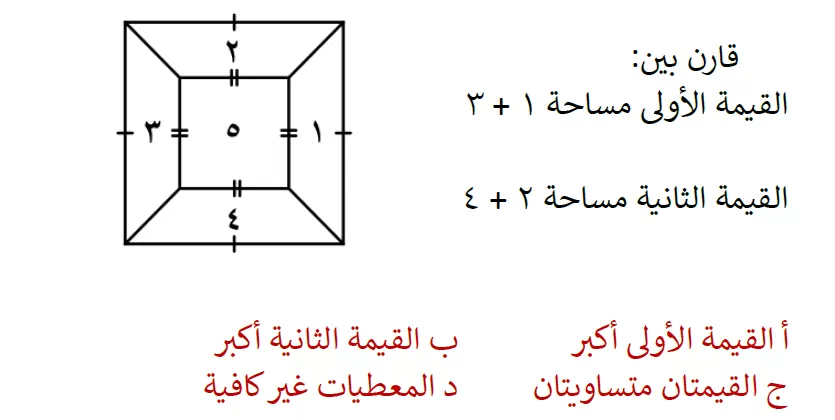 ٢
٣ ٥ ١
٤
قارن بين:
القيمة الأولى مساحة ١ + ٣
القيمة الثانية مساحة ٢ + ٤
أ القيمة الأولى أكبر ب القيمة الثانية أكبر
ج القيمتان متساويتان د المعطيات غير كافية